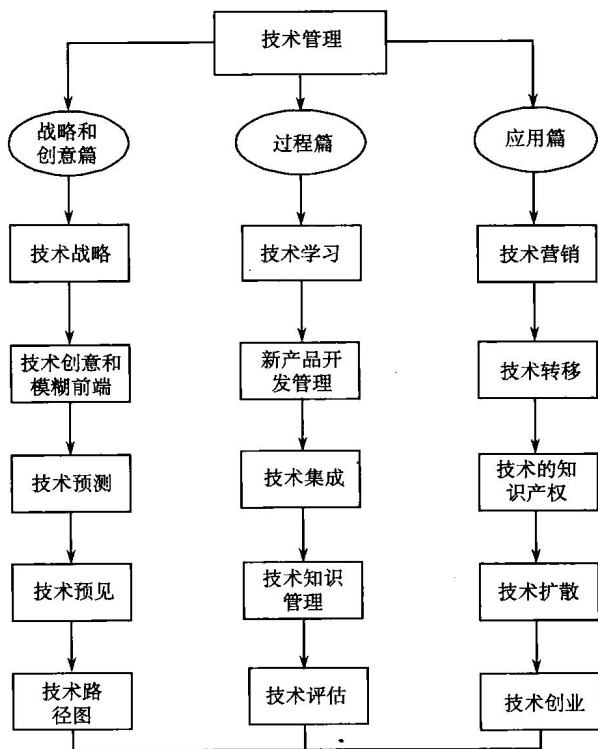 技术管理
战略和
创意篇
过程篇
应用篇
技术战略
技术学习
技术营销
技术创意和
模糊前端
新产品开
发管理
技术转移
技术预测
技术集成
技术的知
识产权
技术预见
技术知识
管理
技术扩散
技术路
径图
技术评估
技术创业